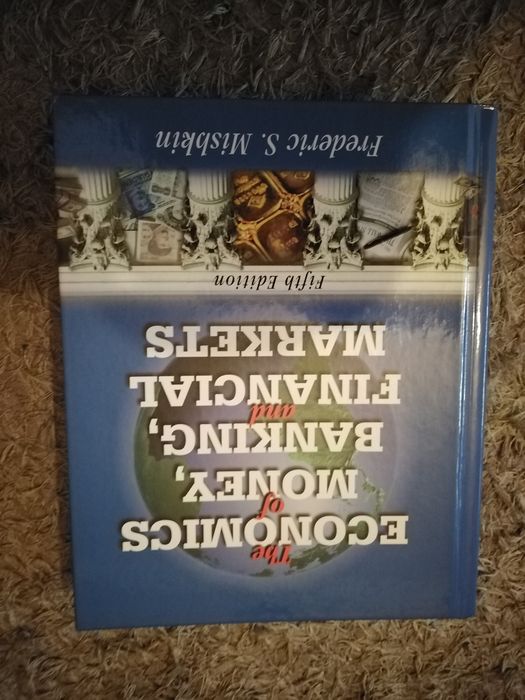 The
ECONOMICS
of
MONEY,
BANKING,
and
FINANCIAL
MARKETS
Fifth Edition
Frederic S. Mishkin